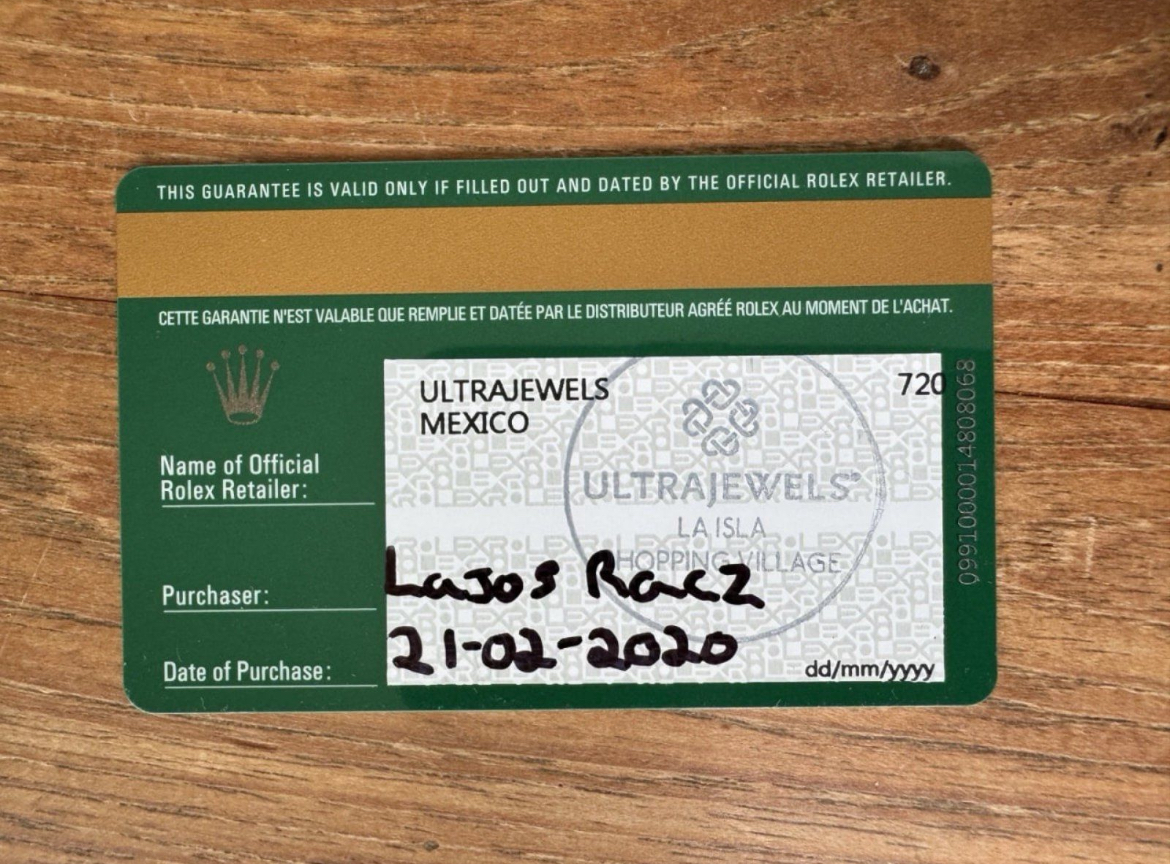 THIS GUARANTEE IS VALID ONLY IF FILLED OUT AND DATED BY THE OFFICIAL ROLEX RETAILER.
CETTE GARANTIE N'EST VALABLE QUE REMPLIE ET DATÉE PAR LE DISTRIBUTEUR AGRÉÉ ROLEX AU MOMENT DE L'ACHAT.
ULTRAJEWELS 720
MEXICO
Name of Official
Rolex Retailer:
ULTRAJEWELS
LA ISLA
HOPPING VILLAGE
Purchaser: Lajos Racz
Date of Purchase: 21-02-2020
dd/mm/yyyy
0991000014808068